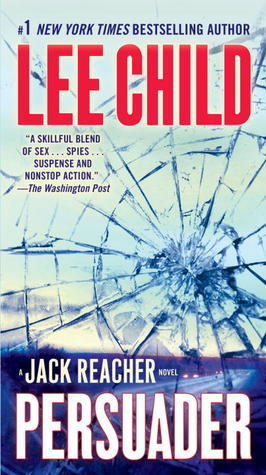 #1 NEW YORK TIMES BESTSELLING AUTHOR
LEE CHILD
"A SKILLFUL BLEND
OF SEX . . . SPIES . . .
SUSPENSE AND
NONSTOP ACTION."
—The Washington Post
A JACK REACHER NOVEL
PERSUADER